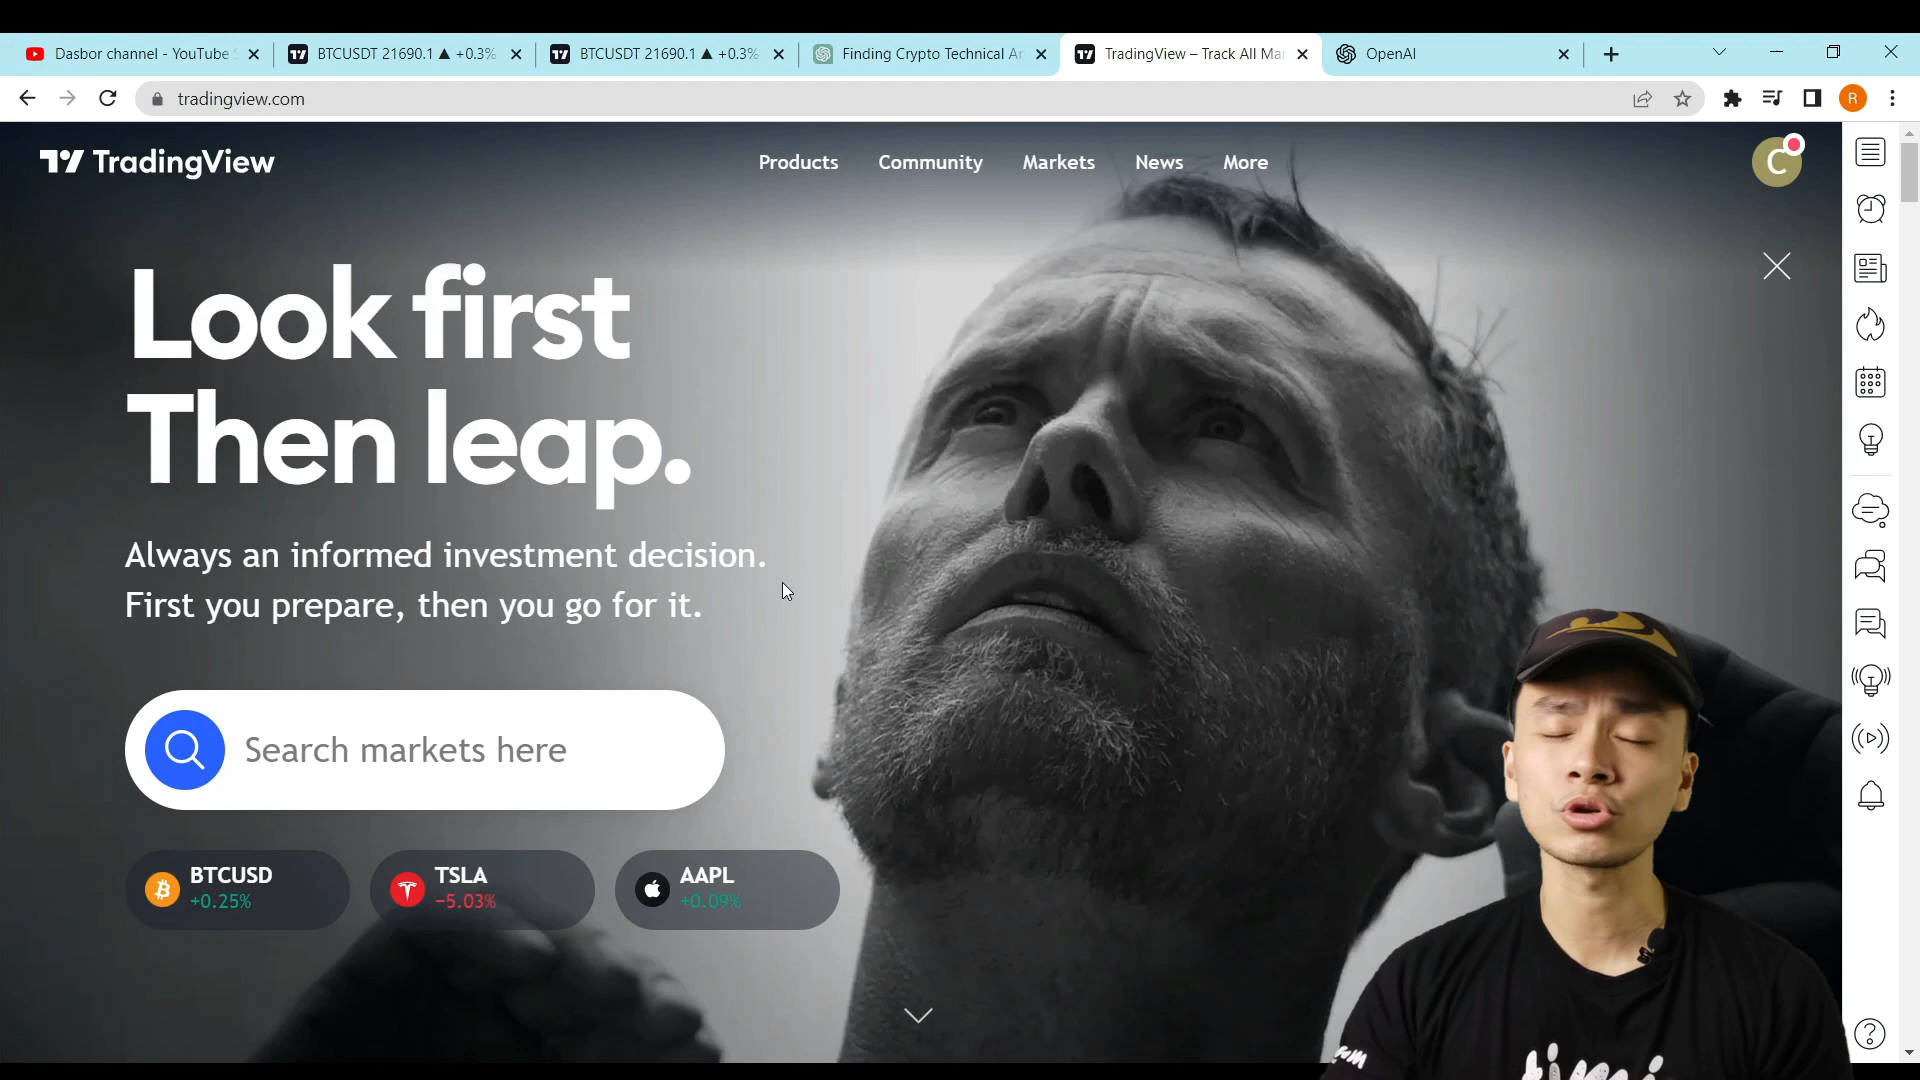 Dasbor channel - YouTube
BTCUSDT 21690.1 ▲ +0.3%
BTCUSDT 21690.1 ▲ +0.3%
Finding Crypto Technical Ar
TradingView – Track All Mar
OpenAI
tradingview.com
R
TradingView
Products
Community
Markets
News
More
C
Look first
Then leap.
Always an informed investment decision.
First you prepare, then you go for it.
Search markets here
BTCUSD
+0.25%
TSLA
−5.03%
AAPL
+0.09%